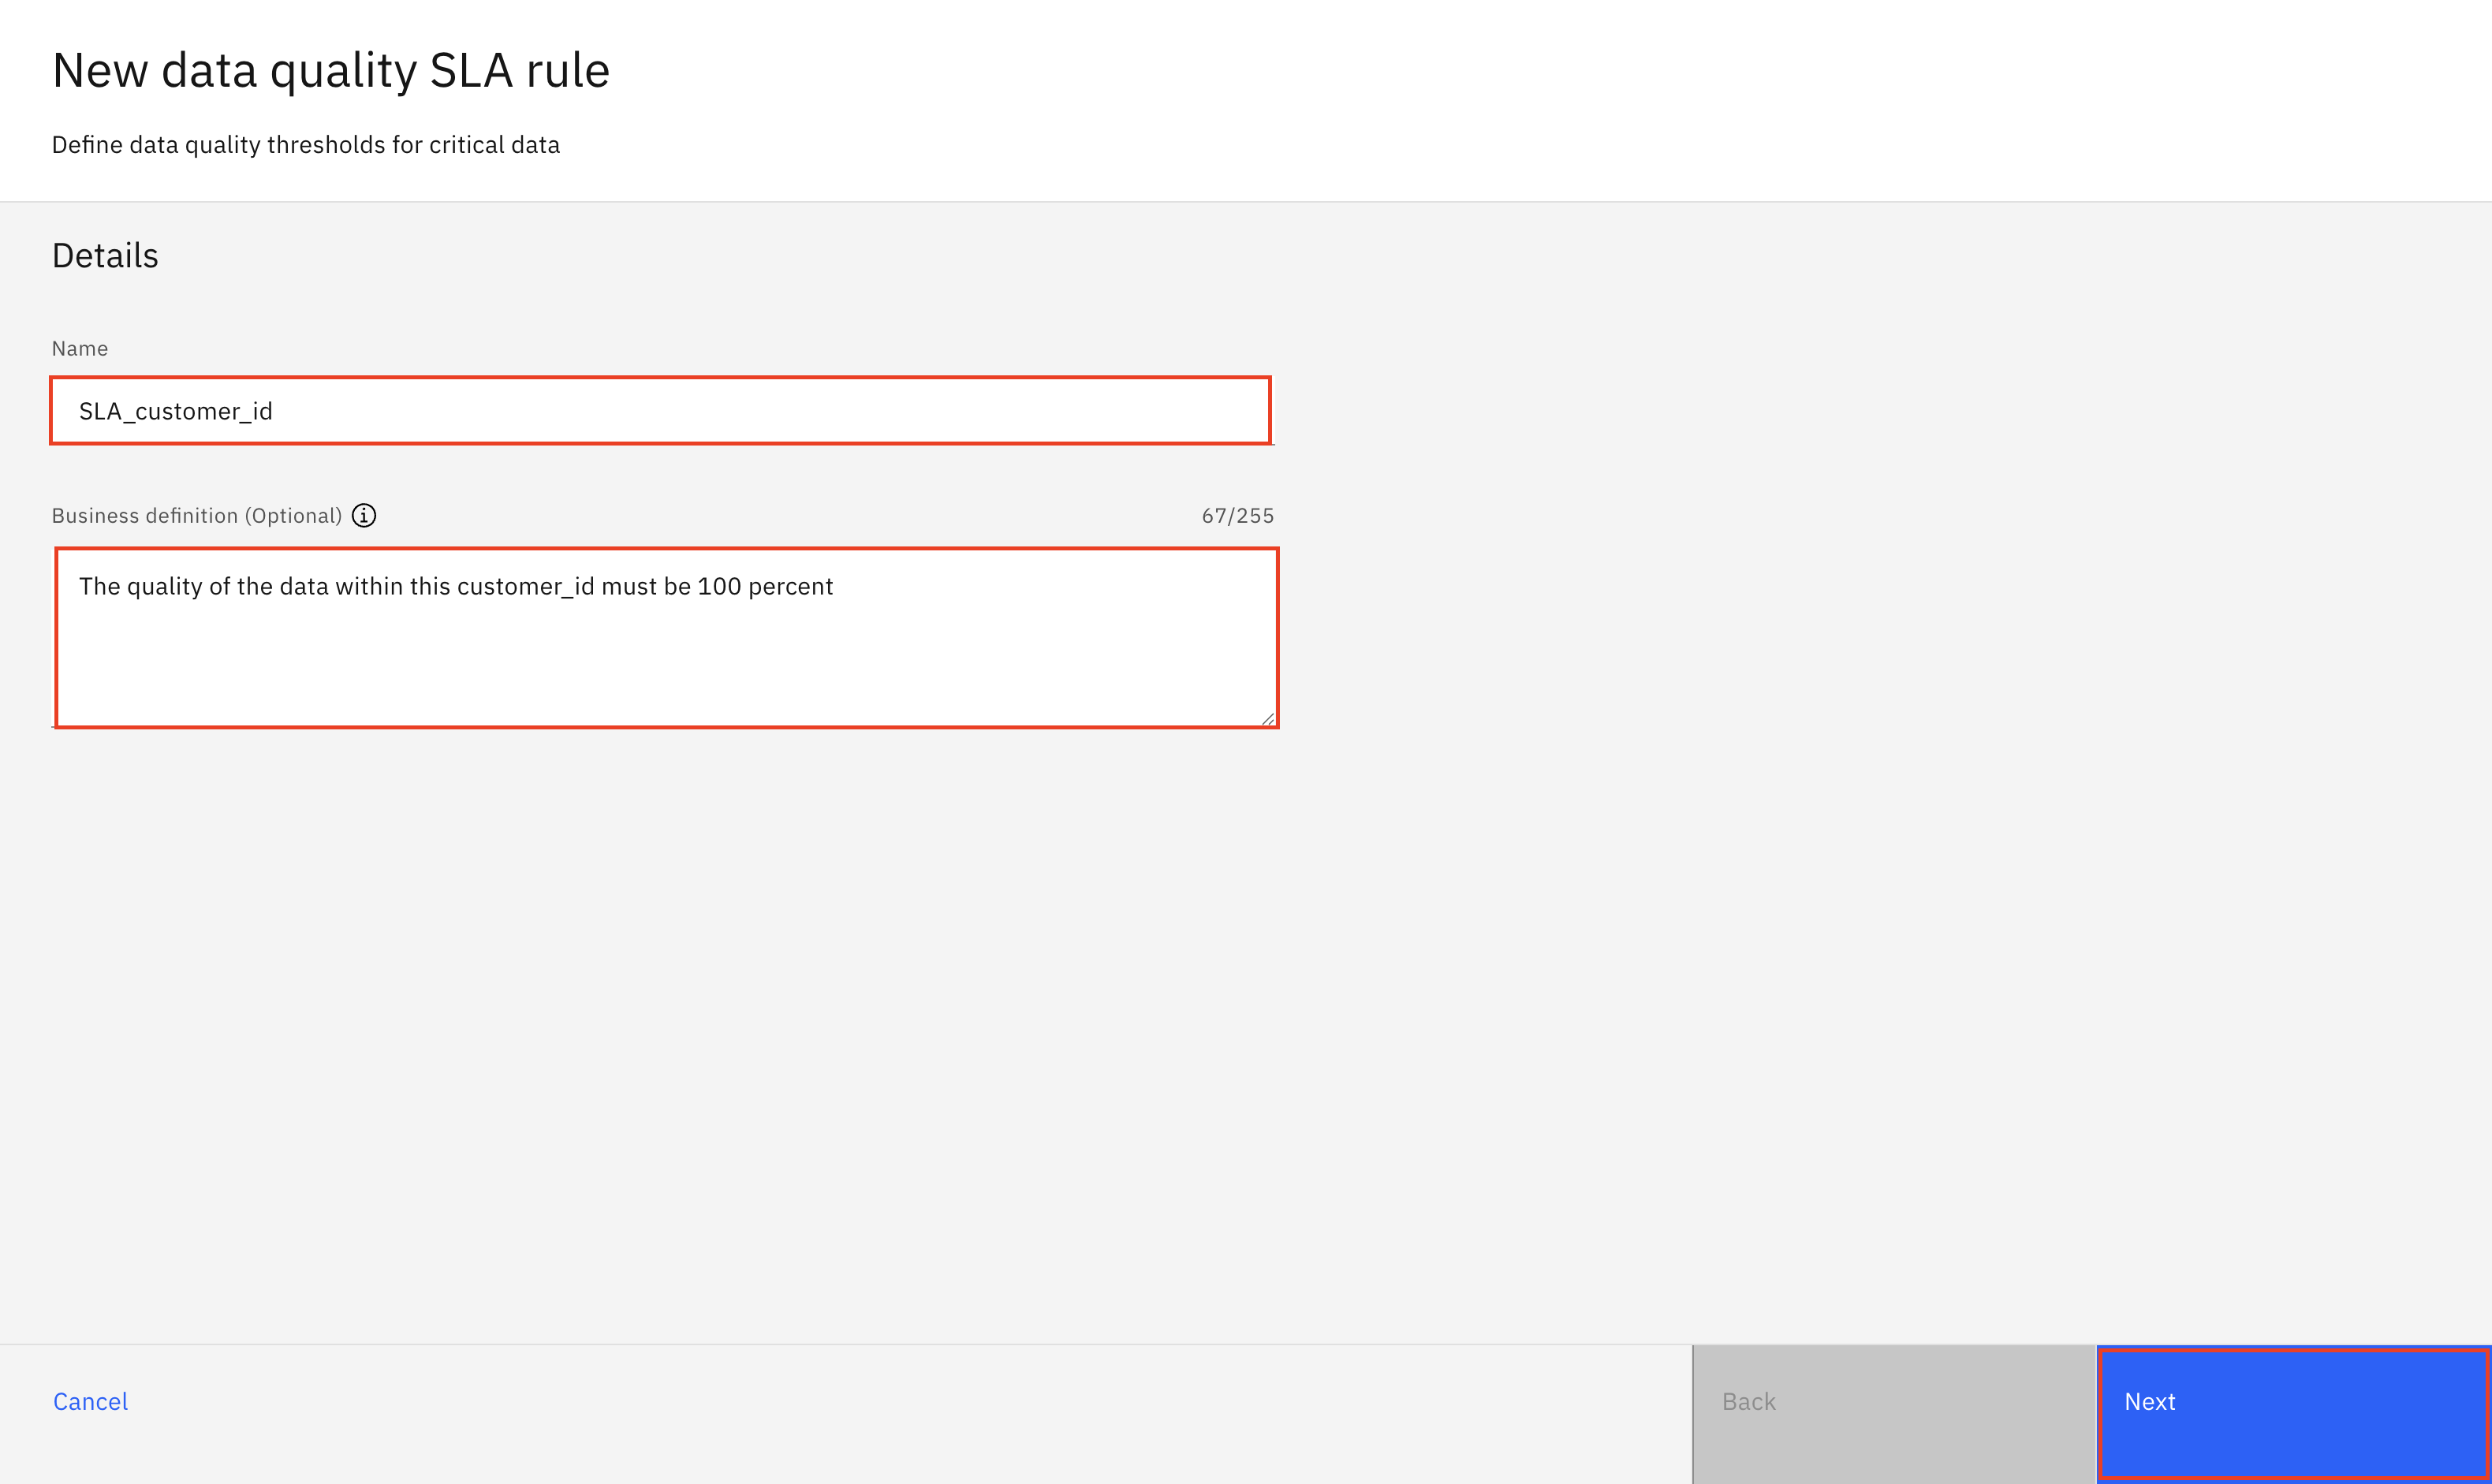 New data quality SLA rule
Define data quality thresholds for critical data
Details
Name
SLA_customer_id
Business definition (Optional)
67/255
The quality of the data within this customer_id must be 100 percent
Cancel
Back
Next